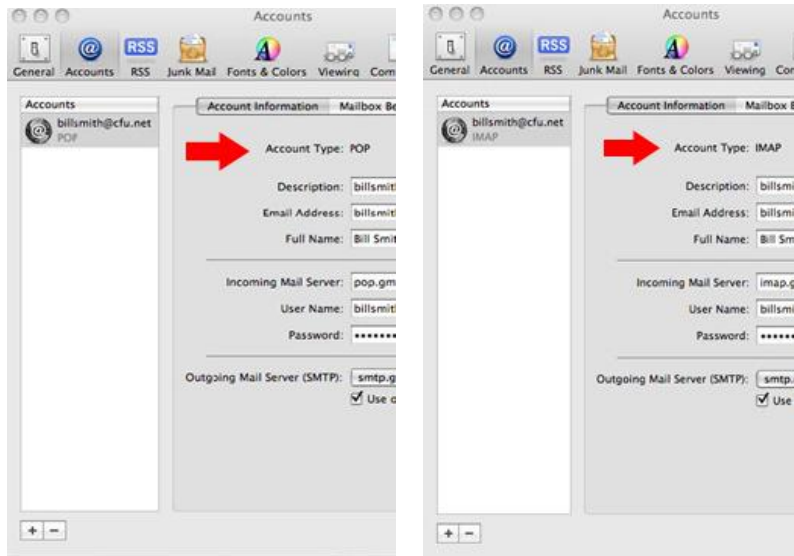 Accounts
General Accounts RSS Junk Mail Fonts & Colors Viewing Com
Accounts
billsmith@cfu.net
POP
Account Information Mailbox Be
Account Type: POP
Description: billsmit
Email Address: billsmit
Full Name: Bill Smit
Incoming Mail Server: pop.gm
User Name: billsmit
Password: •••••••
Outgoing Mail Server (SMTP): smtp.g
Use o
+ −
Accounts
General Accounts RSS Junk Mail Fonts & Colors Viewing Con
Accounts
billsmith@cfu.net
IMAP
Account Information Mailbox B
Account Type: IMAP
Description: billsmi
Email Address: billsmi
Full Name: Bill Sm
Incoming Mail Server: imap.g
User Name: billsmi
Password: ••••••
Outgoing Mail Server (SMTP): smtp.
Use
+ −